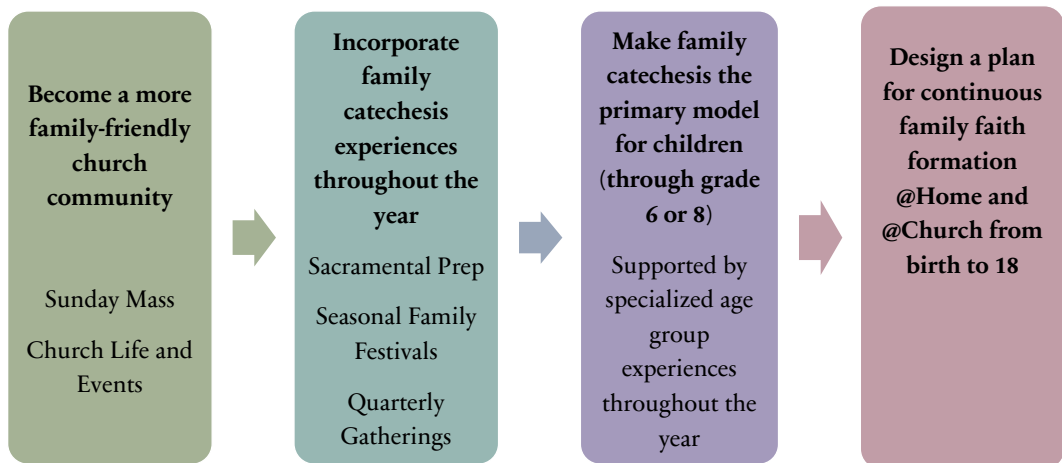 Become a more
family-friendly
church
community
Sunday Mass
Church Life and
Events
Incorporate
family
catechesis
experiences
throughout the
year
Sacramental Prep
Seasonal Family
Festivals
Quarterly
Gatherings
Make family
catechesis the
primary model
for children
(through grade
6 or 8)
Supported by
specialized age
group
experiences
throughout the
year
Design a plan
for continuous
family faith
formation
@Home and
@Church from
birth to 18